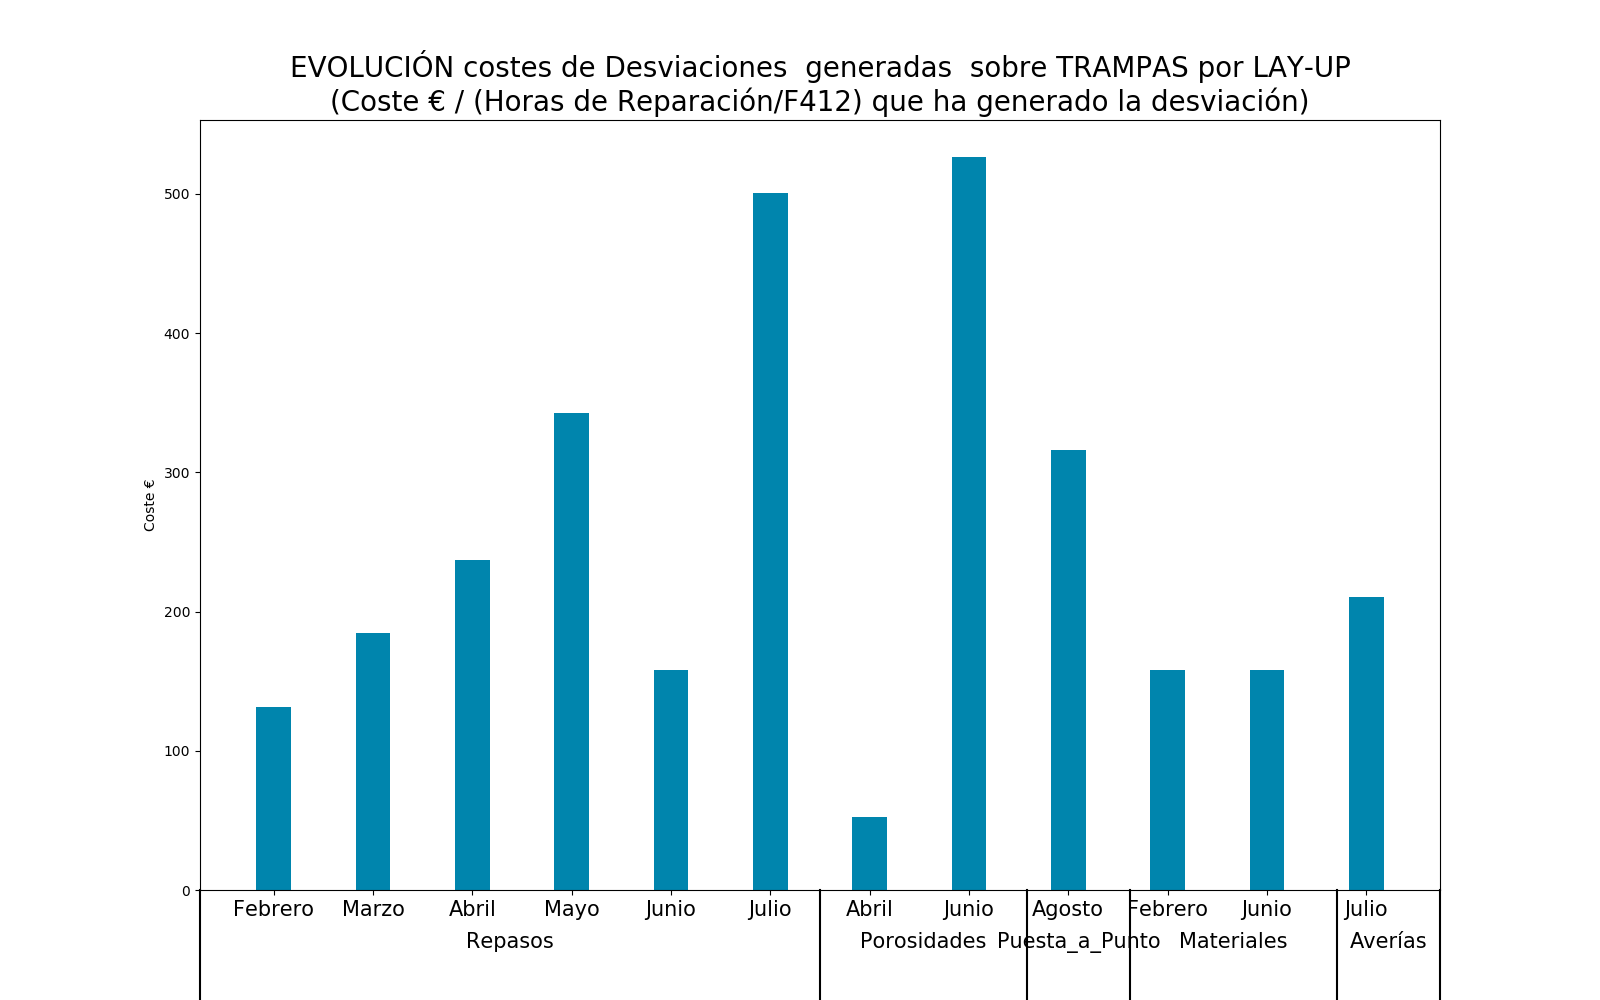 EVOLUCIÓN costes de Desviaciones  generadas  sobre TRAMPAS por LAY-UP
(Coste € / (Horas de Reparación/F412) que ha generado la desviación)
500
400
300
200
100
0
Coste €
Febrero Marzo Abril Mayo Junio Julio Abril Junio Agosto Febrero Junio Julio
Repasos Porosidades Puesta_a_Punto Materiales Averías